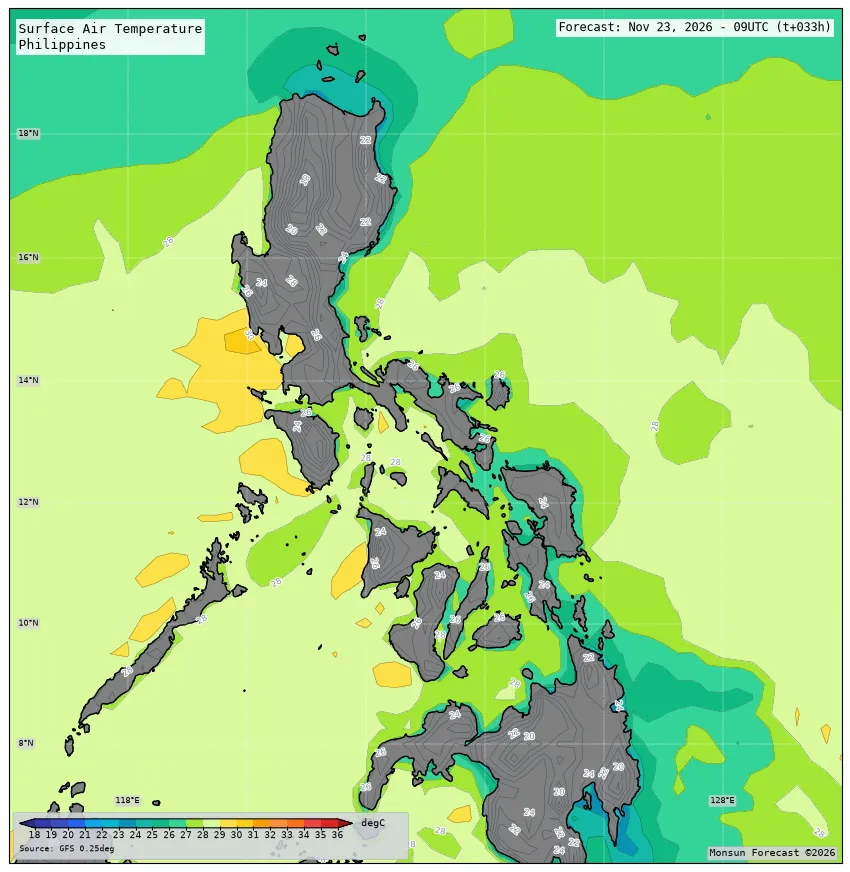 Surface Air Temperature
Philippines
Forecast: Nov 23, 2026 - 09UTC (t+033h)
18°N
16°N
14°N
12°N
10°N
8°N
118°E
128°E
18 19 20 21 22 23 24 25 26 27 28 29 30 31 32 33 34 35 36 degC
Source: GFS 0.25deg
Monsun Forecast ©2026